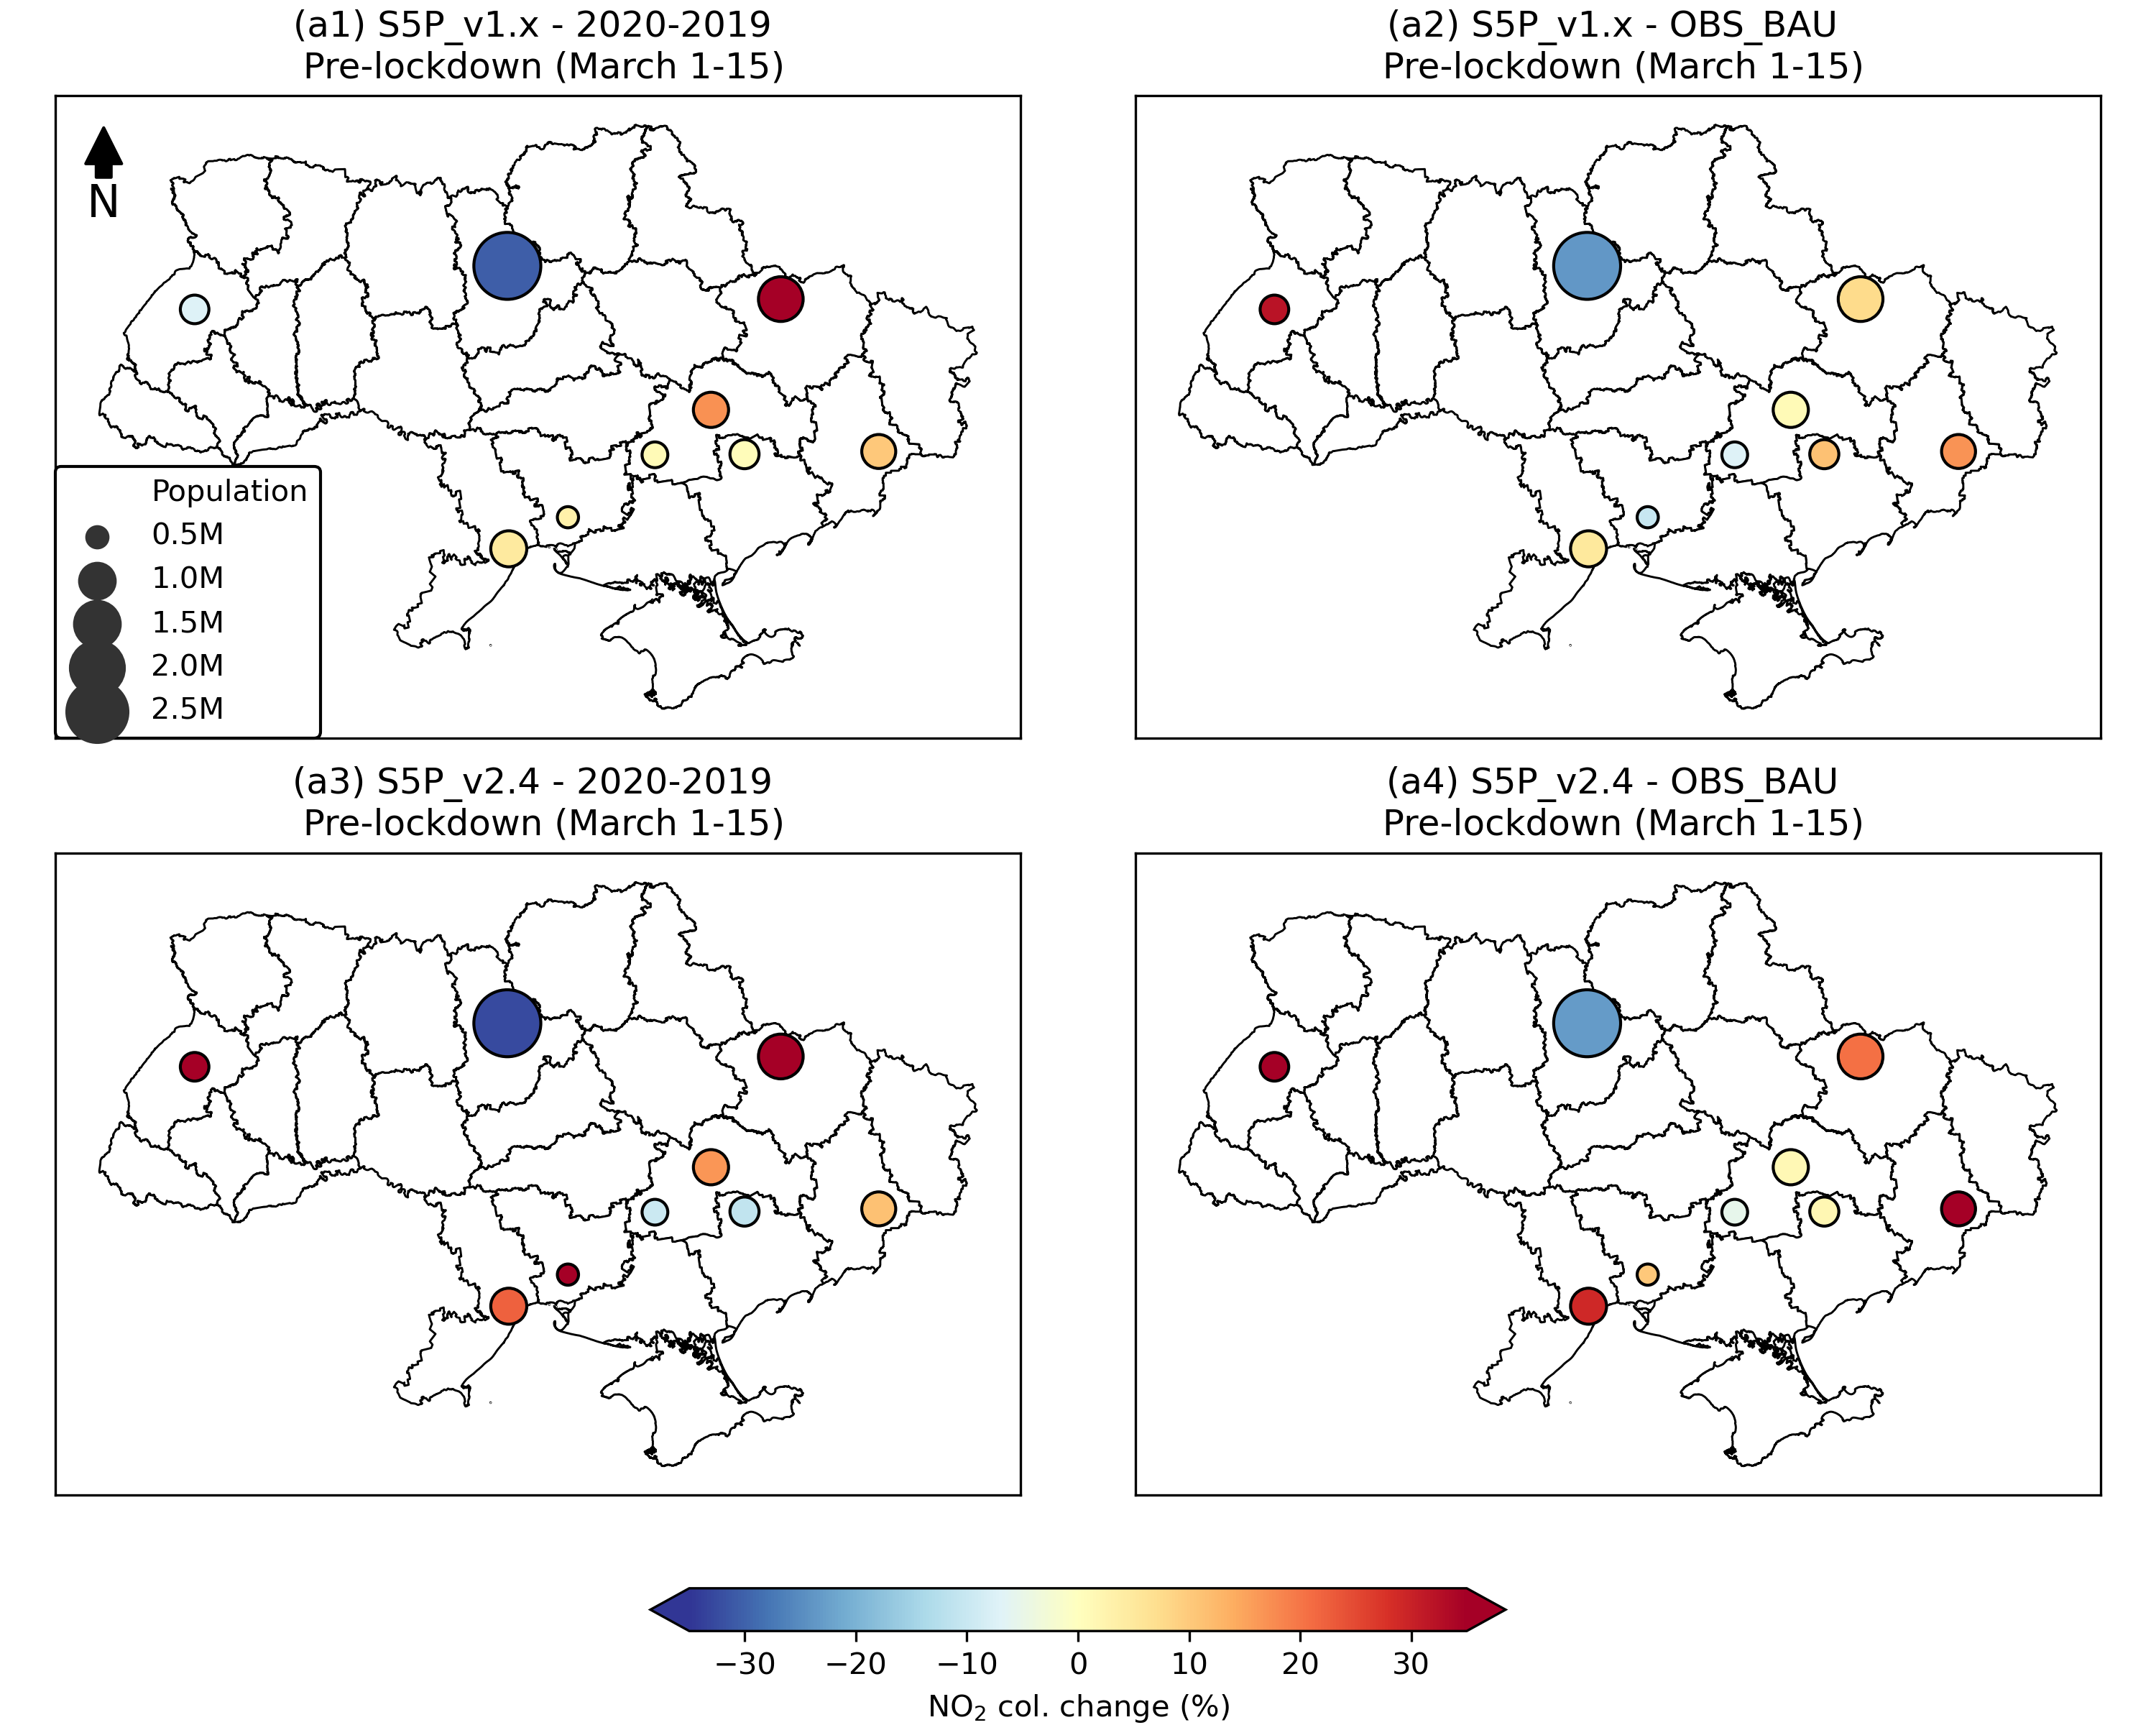 (a1) S5P_v1.x - 2020-2019
Pre-lockdown (March 1-15)
(a2) S5P_v1.x - OBS_BAU
Pre-lockdown (March 1-15)
N
Population
0.5M
1.0M
1.5M
2.0M
2.5M
(a3) S5P_v2.4 - 2020-2019
Pre-lockdown (March 1-15)
(a4) S5P_v2.4 - OBS_BAU
Pre-lockdown (March 1-15)
−30 −20 −10 0 10 20 30
NO₂ col. change (%)